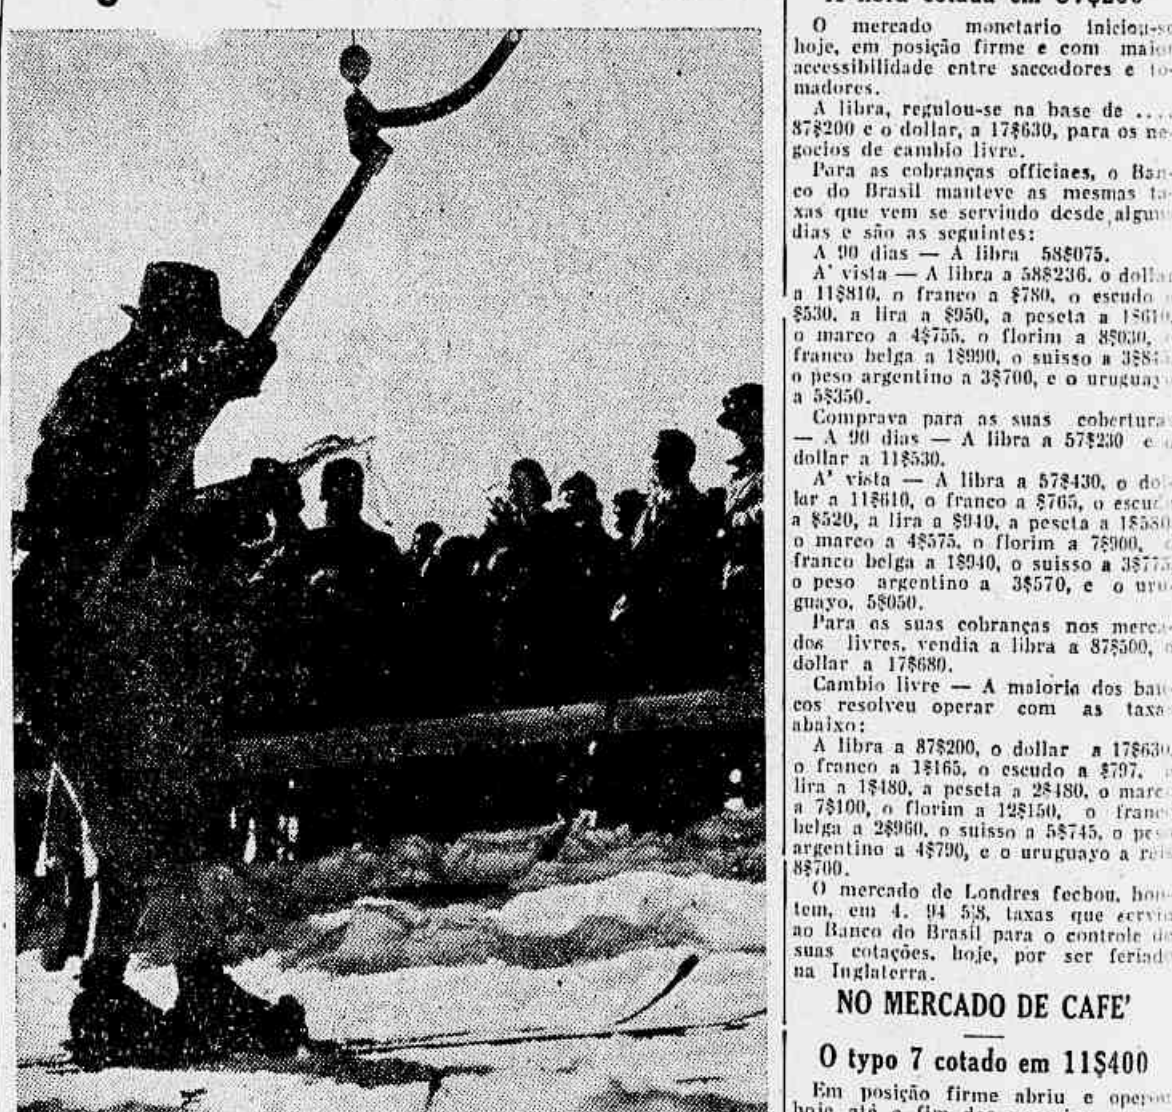 O mercado monetario iniciou-se
hoje, em posição firme e com maior
accessibilidade entre saccadores e to-
madores.
A libra, regulou-se na base de ....
87$200 e o dollar, a 17$630, para os ne-
gocios de cambio livre.
Para as cobranças officiaes, o Ban-
co do Brasil manteve as mesmas ta-
xas que vem se servindo desde alguns
dias e são as seguintes:
A 90 dias — A libra 58$075.
A' vista — A libra a 58$236, o dollar
a 11$810, o franco a $780, o escudo
$530, a lira a $950, a peseta a 1$610,
o marco a 4$755, o florim a 8$030,
franco belga a 1$990, o suisso a
o peso argentino a 3$700, e o uruguayo
a 5$350.
Comprava para as suas cobertura
— A 90 dias — A libra a 57$230 e o
dollar a 11$530.
A' vista — A libra a 57$430, o dol-
lar a 11$610, o franco a $765, o escudo
a $520, a lira a $940, a peseta a 1$580
o marco a 4$575, o florim a 7$900,
franco belga a 1$940, o suisso a 3$775
o peso argentino a 3$570, e o uru-
guayo, 5$050.
Para as suas cobranças nos merca-
dos livres, vendia a libra a 87$500, o
dollar a 17$680.
Cambio livre — A maioria dos ban-
cos resolveu operar com as taxa
abaixo:
A libra a 87$200, o dollar a 17$630,
o franco a 1$165, o escudo a $797,
lira a 1$480, a peseta a 2$480, o marco
a 7$100, o florim a 12$150, o franco
belga a 2$960, o suisso a 5$745, o peso
argentino a 4$790, e o uruguayo a reis
8$700.
O mercado de Londres fechou, hon-
tem, em 4. 94 5|8, taxas que serviu
ao Banco do Brasil para o controle de
suas cotações, hoje, por ser feriado
na Inglaterra.
NO MERCADO DE CAFE'
O typo 7 cotado em 11$400
Em posição firme abriu e operou